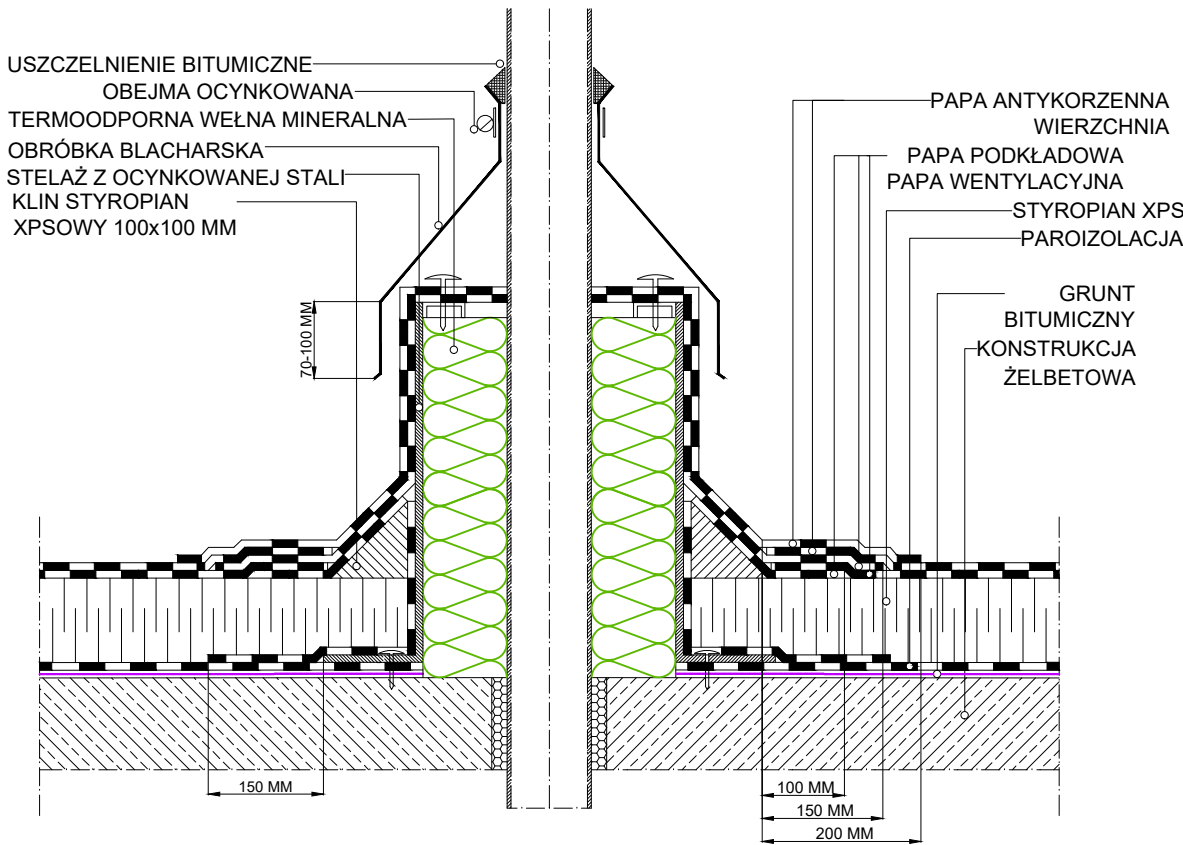 USZCZELNIENIE BITUMICZNE
OBEJMA OCYNKOWANA
TERMOODPORNA WEŁNA MINERALNA
OBRÓBKA BLACHARSKA
STELAŻ Z OCYNKOWANEJ STALI
KLIN STYROPIAN
XPSOWY 100x100 MM
70-100 MM
150 MM
PAPA ANTYKORZENNA
WIERZCHNIA
PAPA PODKŁADOWA
PAPA WENTYLACYJNA
STYROPIAN XPS
PAROIZOLACJA
GRUNT
BITUMICZNY
KONSTRUKCJA
ŻELBETOWA
100 MM
150 MM
200 MM